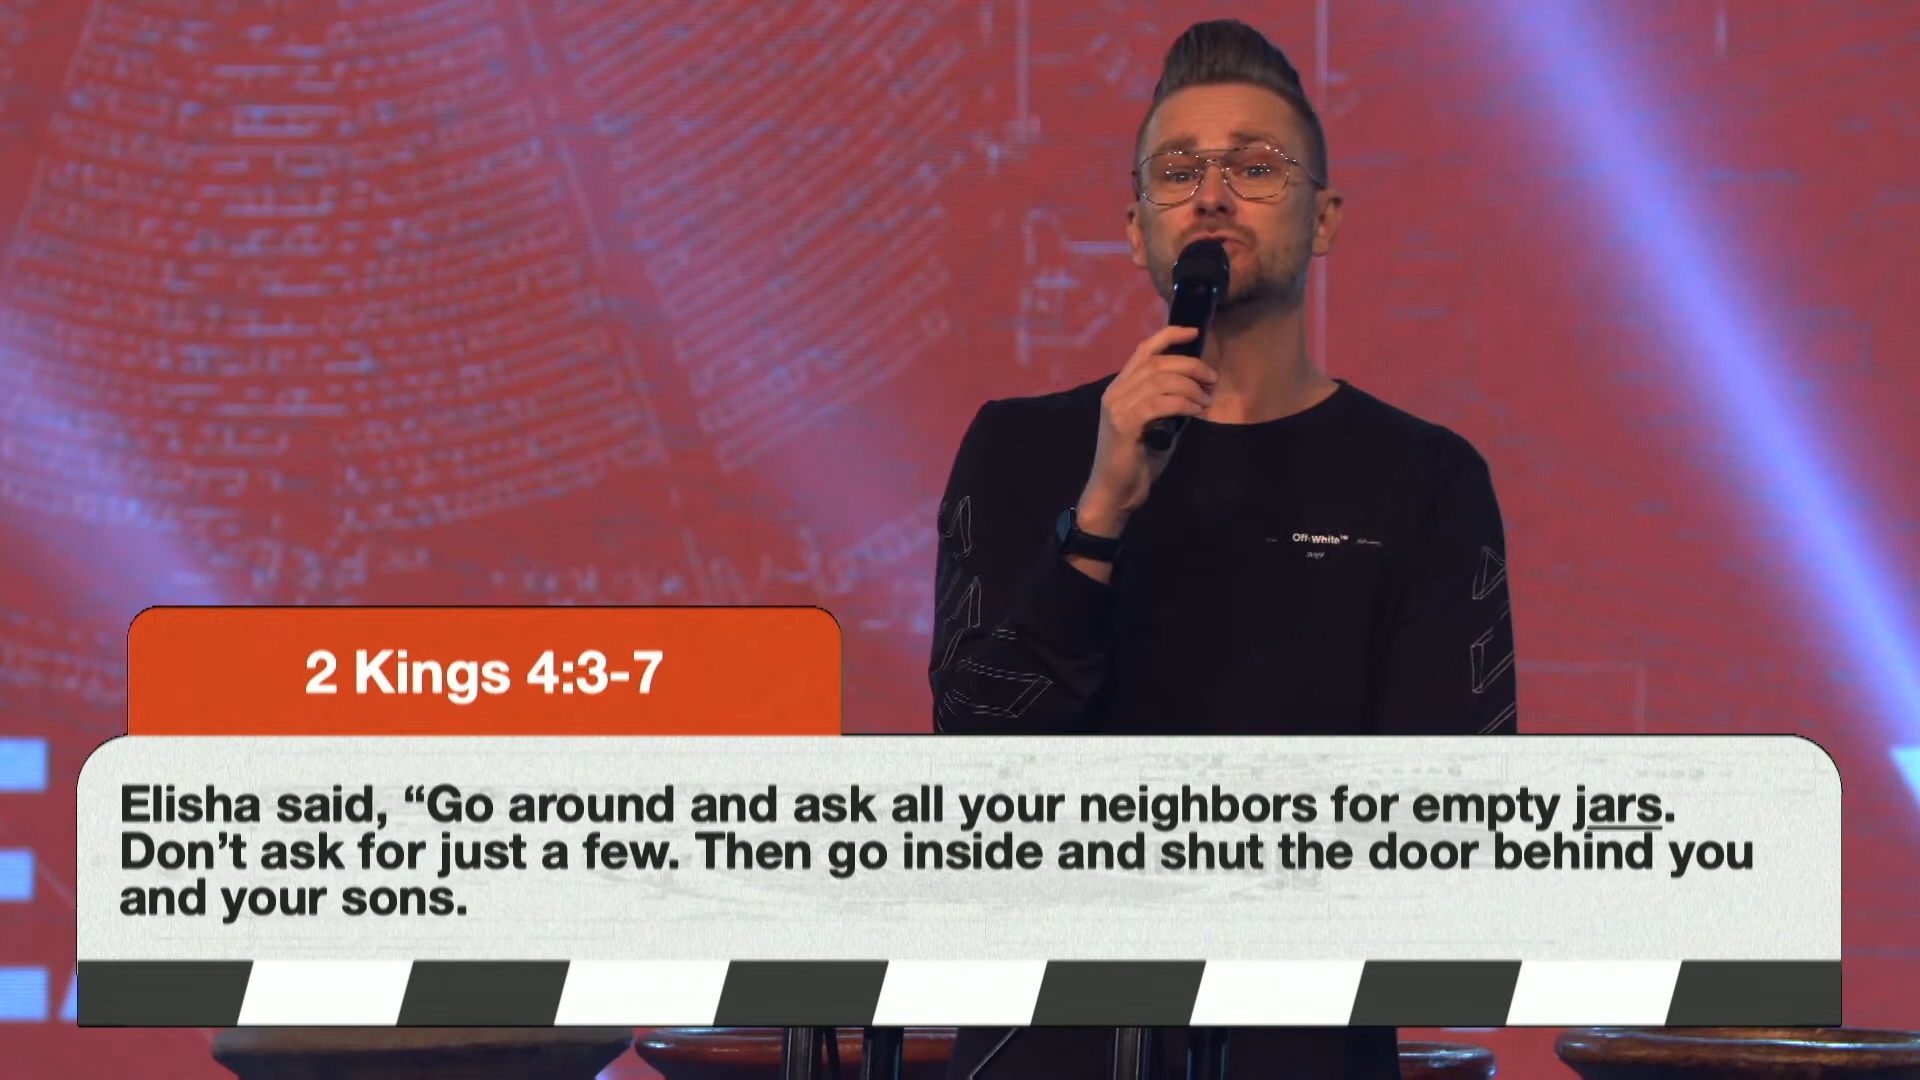 Off-White™
2 Kings 4:3-7
Elisha said, “Go around and ask all your neighbors for empty jars.
Don’t ask for just a few. Then go inside and shut the door behind you
and your sons.